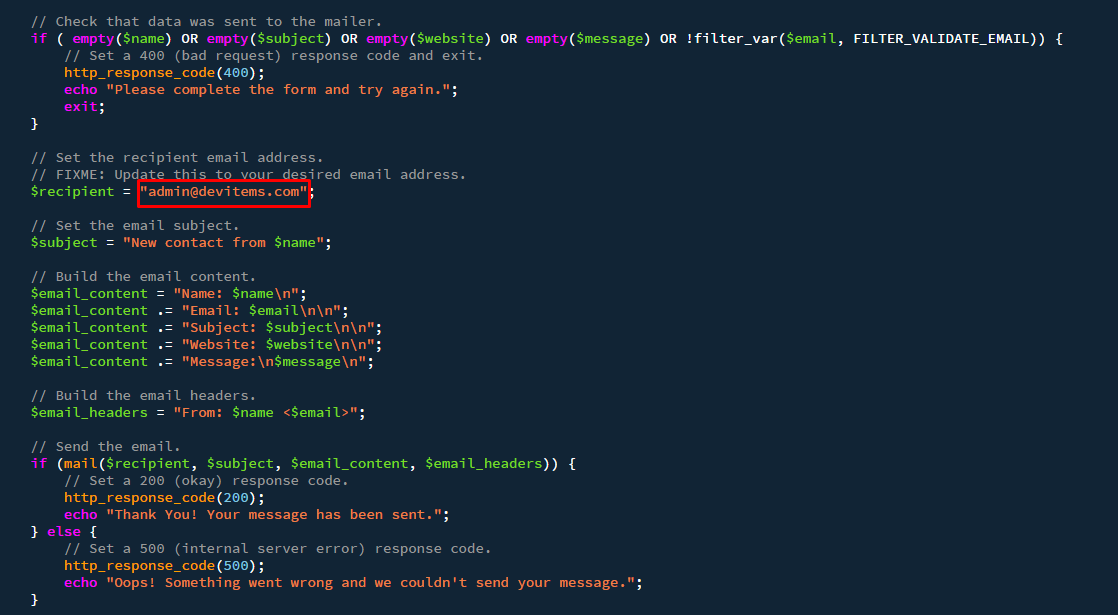 // Check that data was sent to the mailer.
if ( empty($name) OR empty($subject) OR empty($website) OR empty($message) OR !filter_var($email, FILTER_VALIDATE_EMAIL)) {
    // Set a 400 (bad request) response code and exit.
    http_response_code(400);
    echo "Please complete the form and try again.";
    exit;
}

// Set the recipient email address.
// FIXME: Update this to your desired email address.
$recipient = "admin@devitems.com";

// Set the email subject.
$subject = "New contact from $name";

// Build the email content.
$email_content = "Name: $name\n";
$email_content .= "Email: $email\n\n";
$email_content .= "Subject: $subject\n\n";
$email_content .= "Website: $website\n\n";
$email_content .= "Message:\n$message\n";

// Build the email headers.
$email_headers = "From: $name <$email>";

// Send the email.
if (mail($recipient, $subject, $email_content, $email_headers)) {
    // Set a 200 (okay) response code.
    http_response_code(200);
    echo "Thank You! Your message has been sent.";
} else {
    // Set a 500 (internal server error) response code.
    http_response_code(500);
    echo "Oops! Something went wrong and we couldn't send your message.";
}